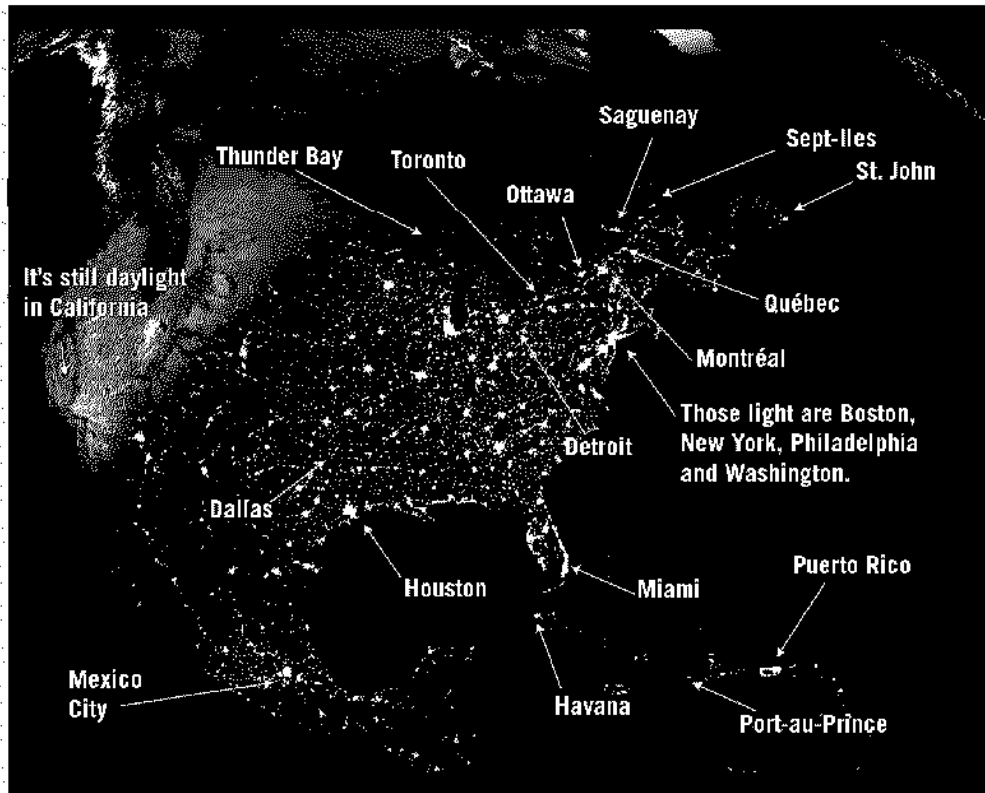 Saguenay
Sept-Iles
Thunder Bay
Toronto
St. John
Ottawa
It's still daylight
in California
Québec
Montréal
Those light are Boston,
New York, Philadelphia
and Washington.
Detroit
Dallas
Houston
Miami
Puerto Rico
Mexico
City
Havana
Port-au-Prince